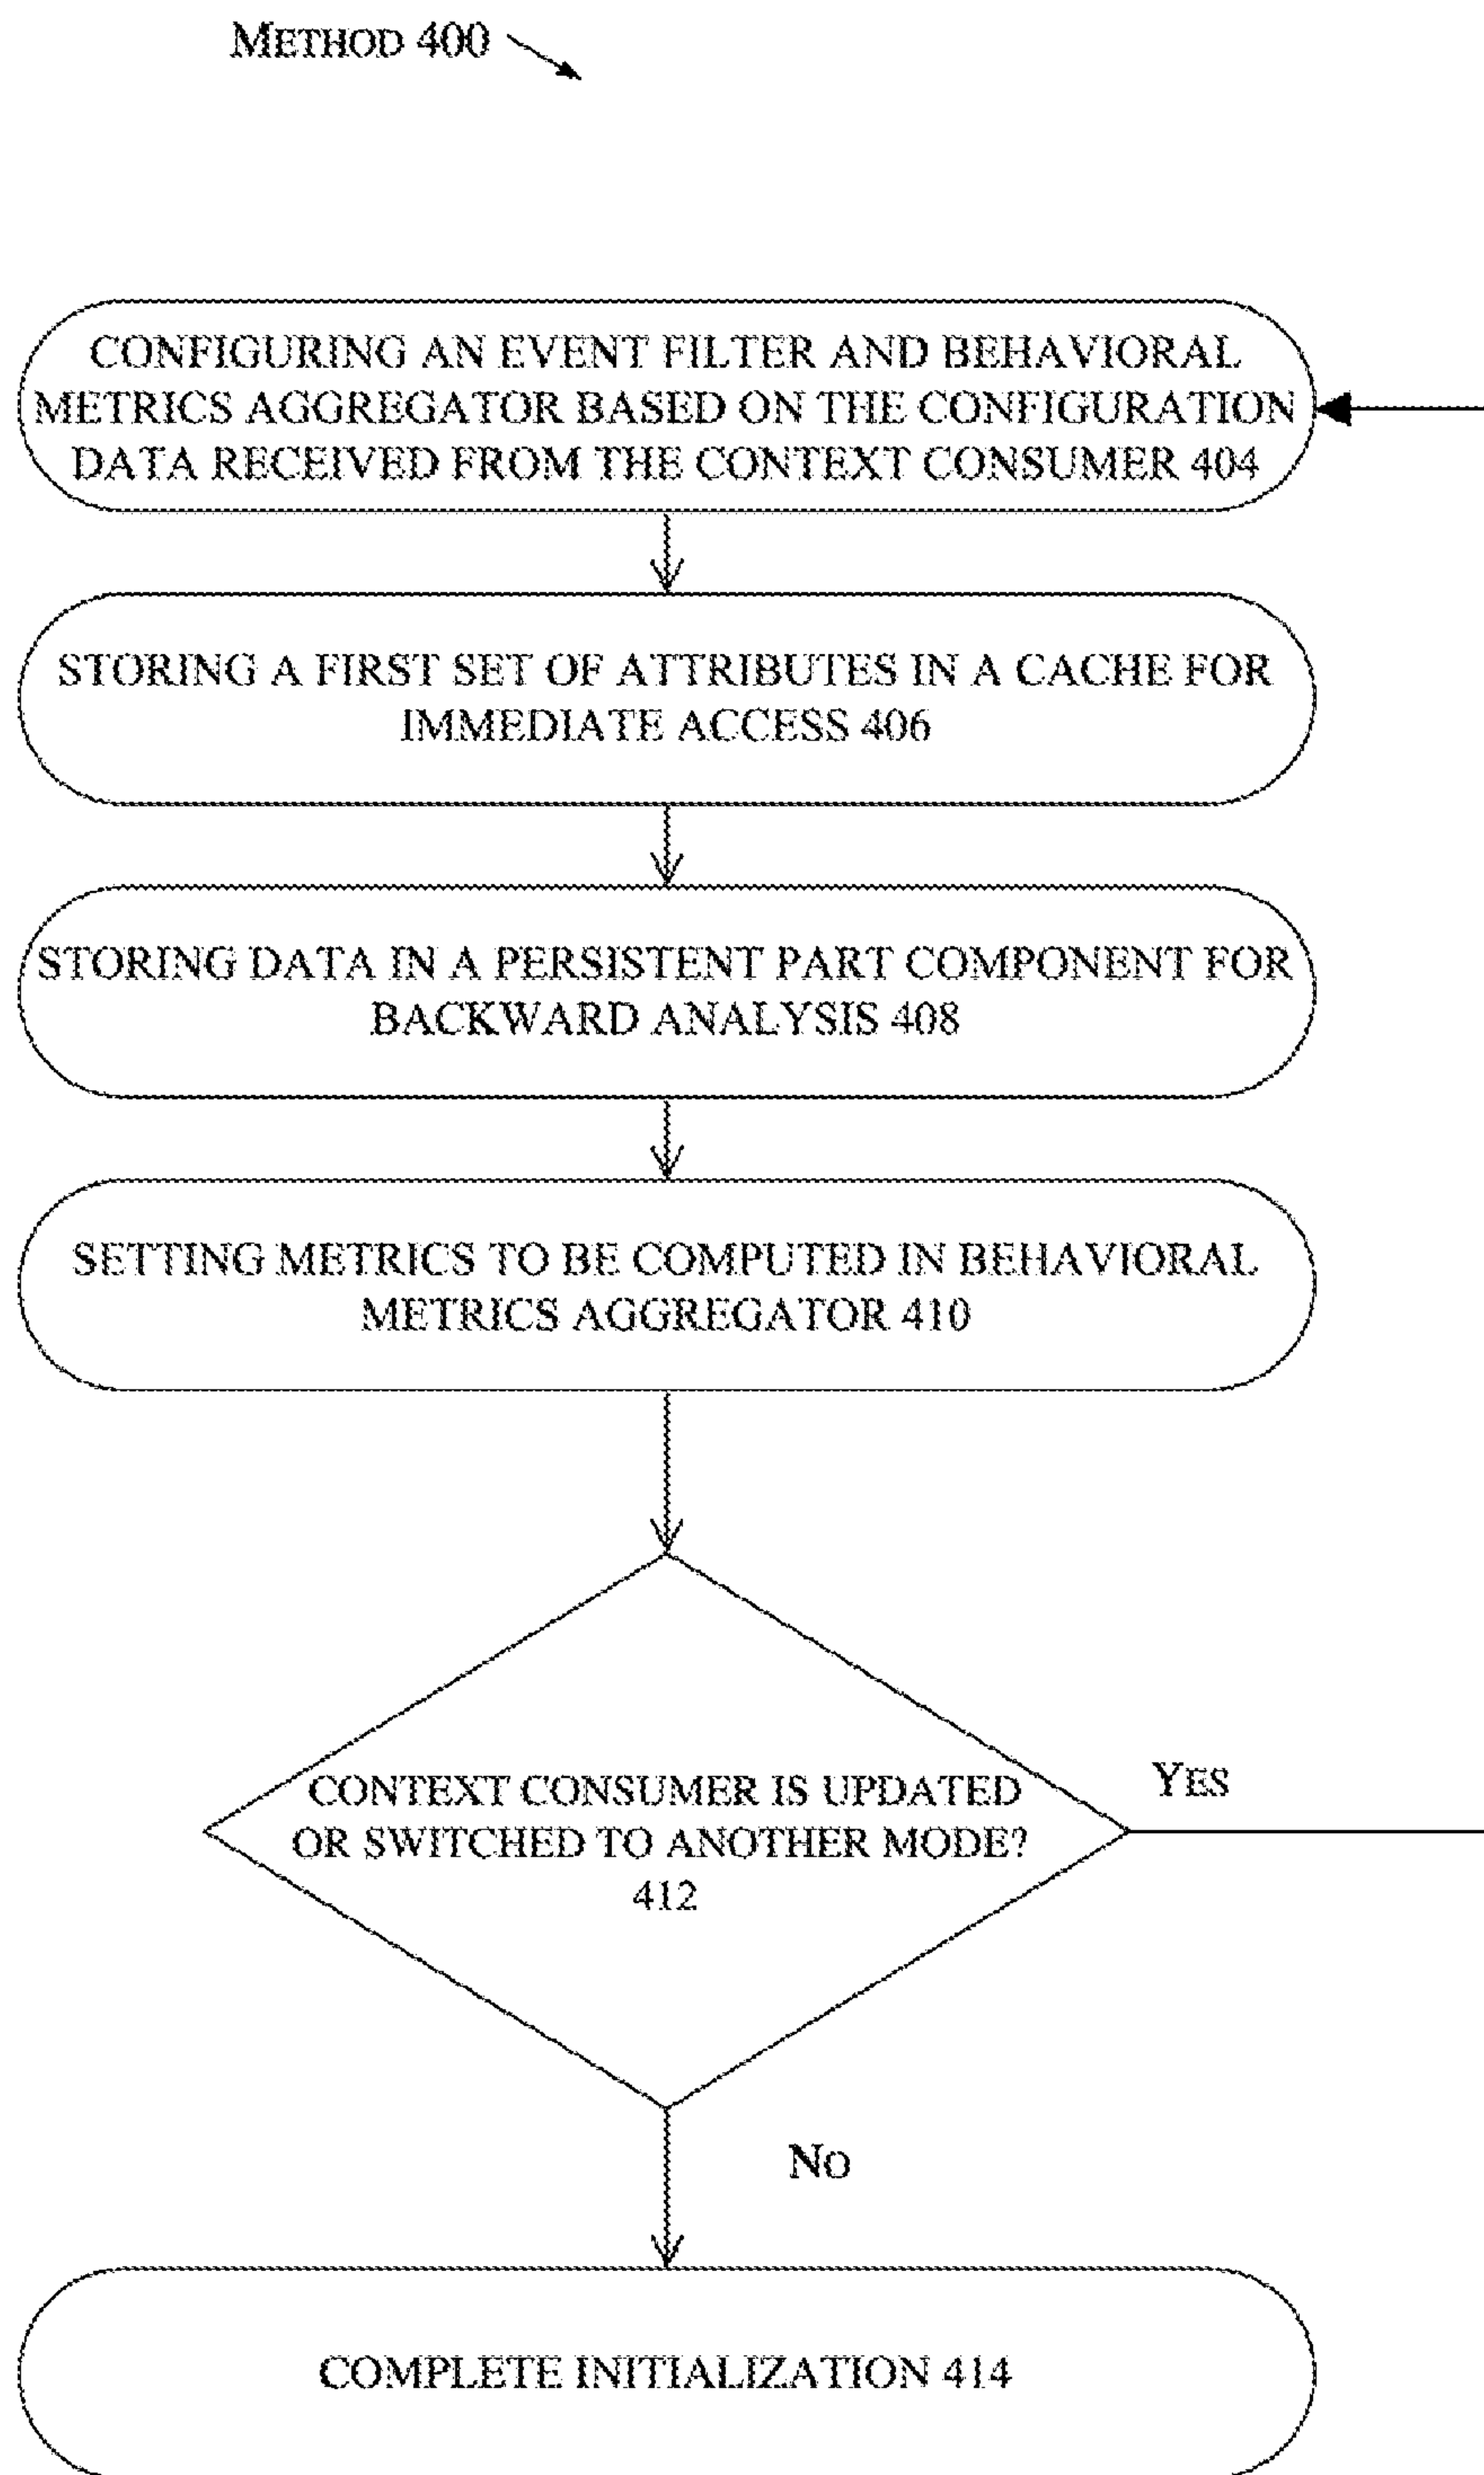 METHOD 400
CONFIGURING AN EVENT FILTER AND BEHAVIORAL
METRICS AGGREGATOR BASED ON THE CONFIGURATION
DATA RECEIVED FROM THE CONTEXT CONSUMER 404
STORING A FIRST SET OF ATTRIBUTES IN A CACHE FOR
IMMEDIATE ACCESS 406
STORING DATA IN A PERSISTENT PART COMPONENT FOR
BACKWARD ANALYSIS 408
SETTING METRICS TO BE COMPUTED IN BEHAVIORAL
METRICS AGGREGATOR 410
CONTEXT CONSUMER IS UPDATED
OR SWITCHED TO ANOTHER MODE?
412
YES
NO
COMPLETE INITIALIZATION 414